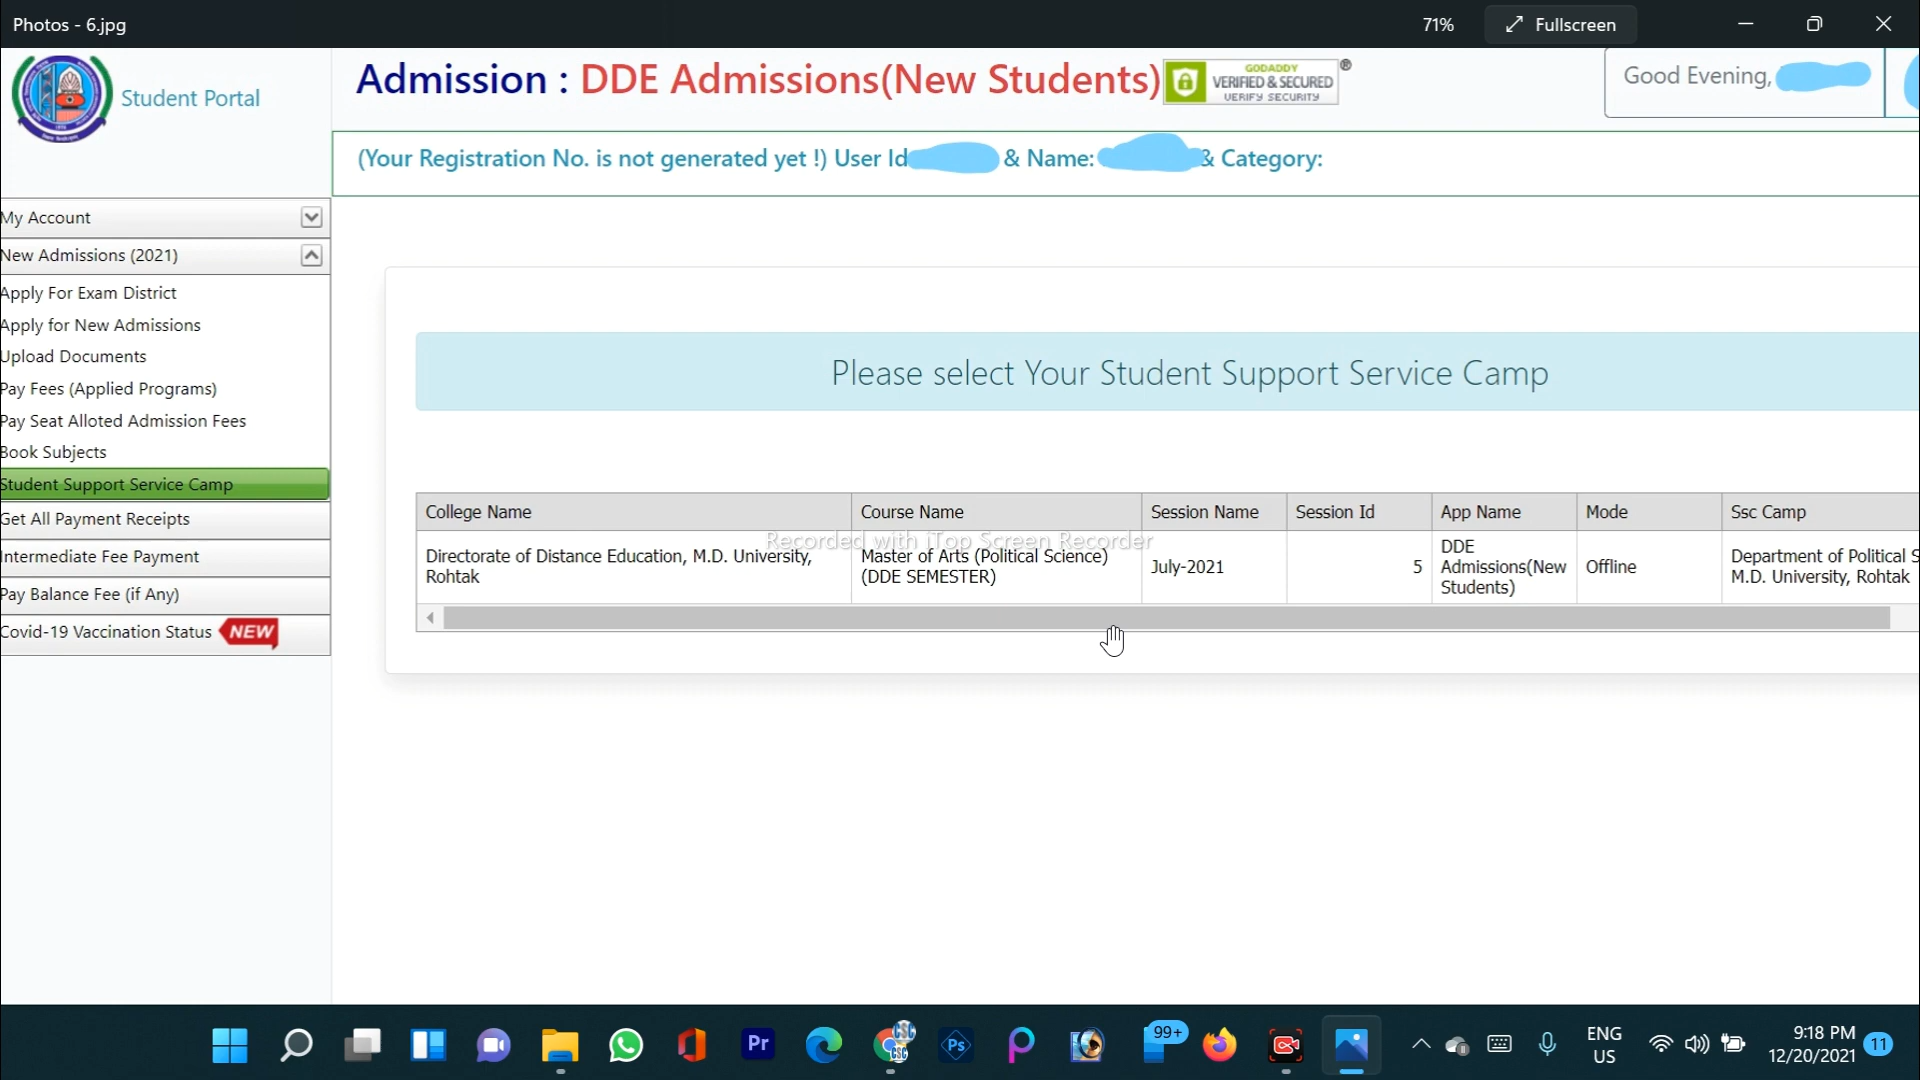 Photos - 6.jpg
71%
Fullscreen
Student Portal
Admission : DDE Admissions(New Students)
GODADDY
VERIFIED & SECURED
VERIFY SECURITY
®
Good Evening,
(Your Registration No. is not generated yet !) User Id & Name: & Category:
My Account
New Admissions (2021)
Apply For Exam District
Apply for New Admissions
Upload Documents
Pay Fees (Applied Programs)
Pay Seat Alloted Admission Fees
Book Subjects
Student Support Service Camp
Get All Payment Receipts
Intermediate Fee Payment
Pay Balance Fee (if Any)
Covid-19 Vaccination Status NEW
Please select Your Student Support Service Camp
College Name Course Name Session Name Session Id App Name Mode Ssc Camp
Recorded with iTop Screen Recorder
Directorate of Distance Education, M.D. University,
Rohtak
Master of Arts (Political Science)
(DDE SEMESTER)
July-2021
5
DDE
Admissions(New
Students)
Offline
Department of Political S
M.D. University, Rohtak
Pr
CSC
CSC
Ps
99+
ENG
US
9:18 PM
12/20/2021
11